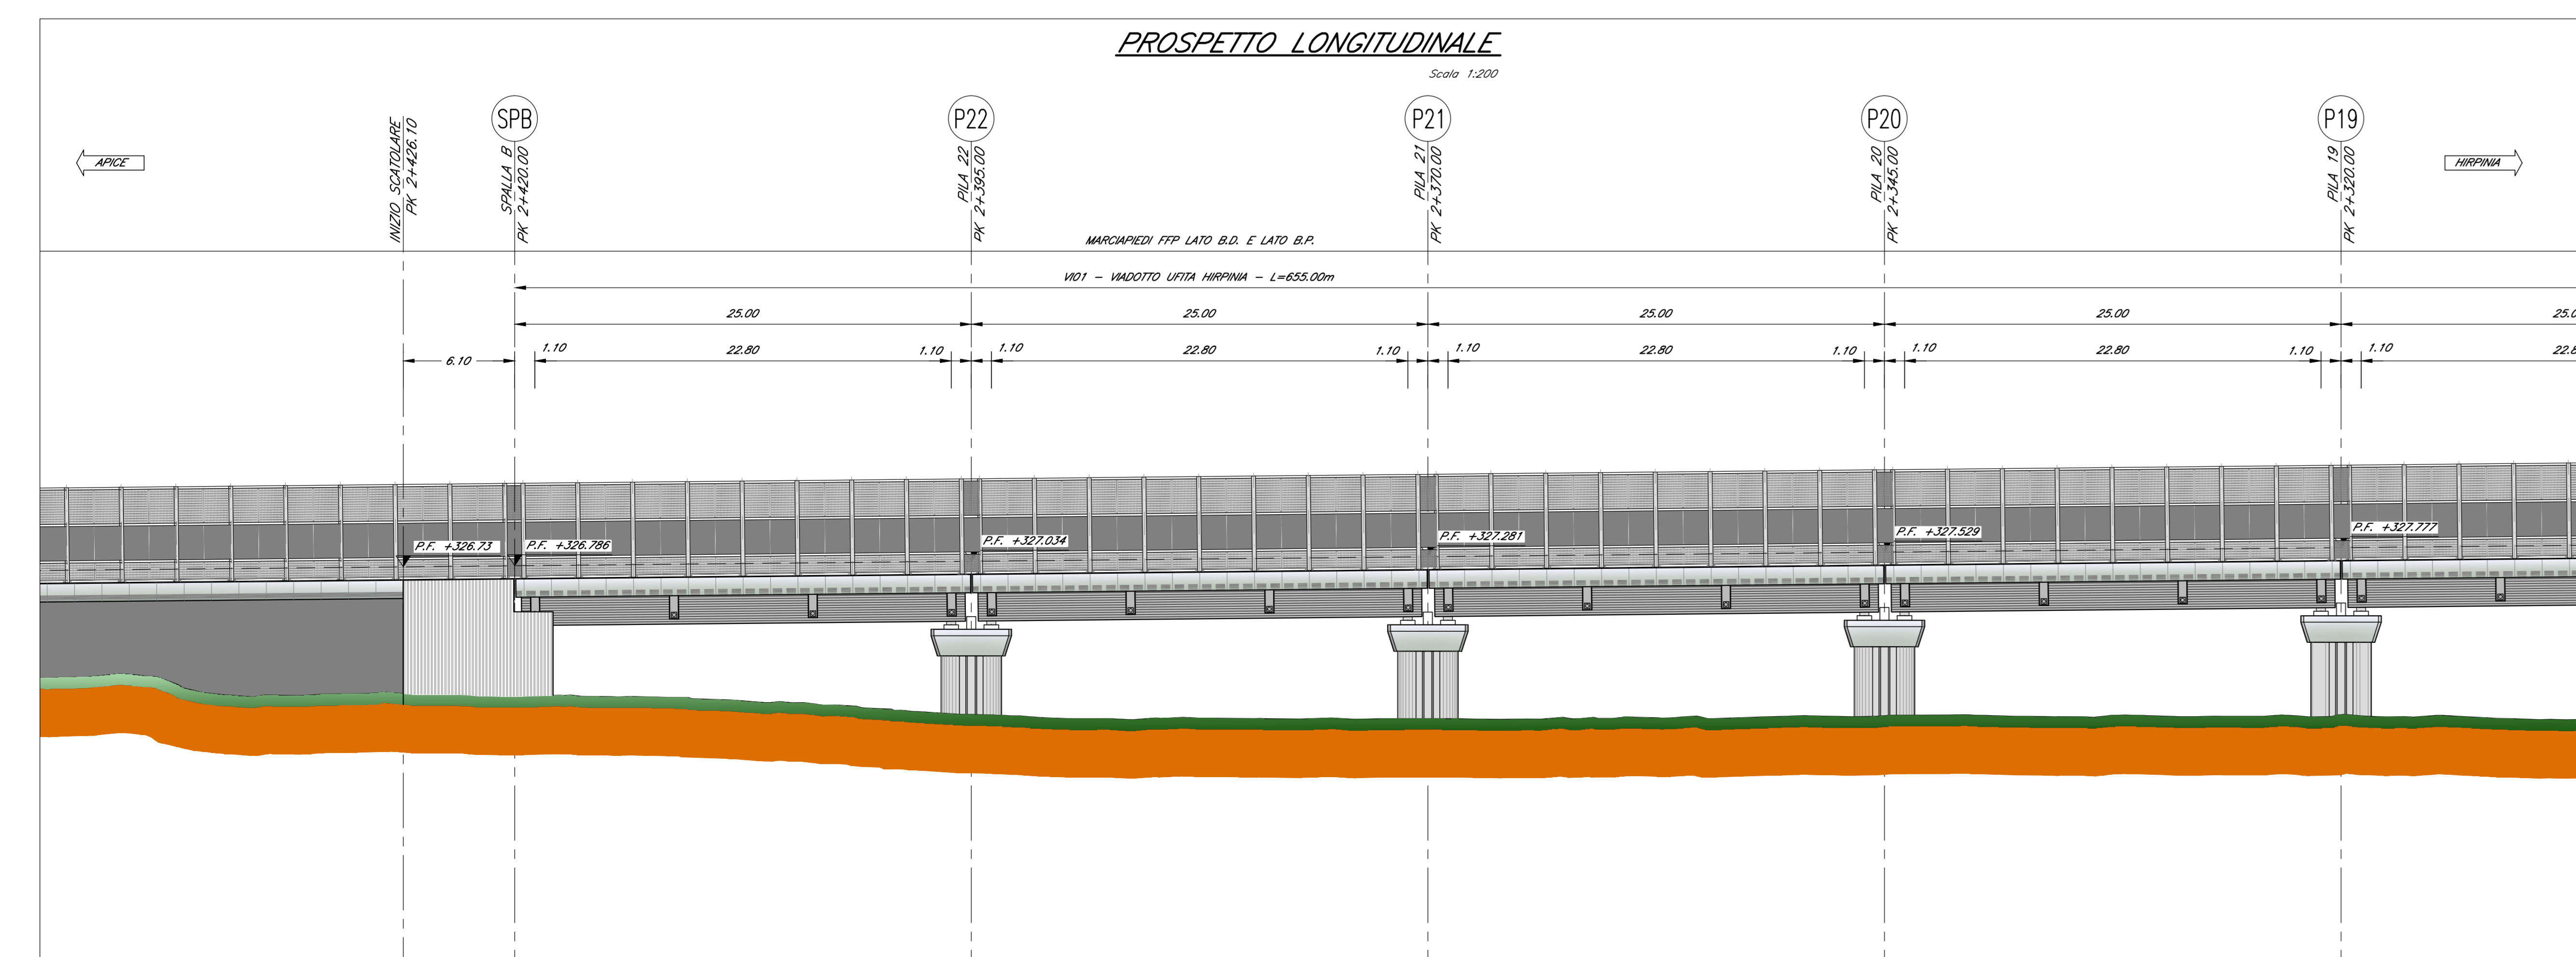 PROSPETTO LONGITUDINALE
Scala 1:200
SPB
P22
P21
P20
P19
APICE
HIRPINIA
INIZIO SCATOLARE
PK 2+426.10
SPALLA B
PK 2+420.00
PILA 22
PK 2+395.00
PILA 21
PK 2+370.00
PILA 20
PK 2+345.00
PILA 19
PK 2+320.00
MARCIAPIEDI FFP LATO B.D. E LATO B.P.
VI01 - VIADOTTO UFITA HIRPINIA - L=655.00m
25.00 25.00 25.00 25.00
6.10 1.10 22.80 1.10 1.10 22.80 1.10 1.10 22.80 1.10 1.10 22.80 1.10 1.10
P.F. +326.73
P.F. +326.786
P.F. +327.034
P.F. +327.281
P.F. +327.529
P.F. +327.777